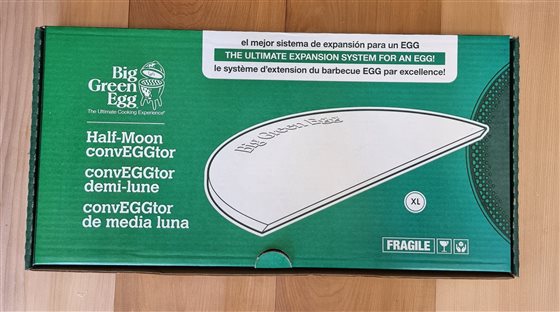 el mejor sistema de expansión para un EGG
THE ULTIMATE EXPANSION SYSTEM FOR AN EGG!
le système d'extension du barbecue EGG par excellence!
Big
Green
Egg
The Ultimate Cooking Experience®
Half-Moon
convEGGtor
convEGGtor
demi-lune
convEGGtor
de media luna
Big Green Egg
XL
FRAGILE